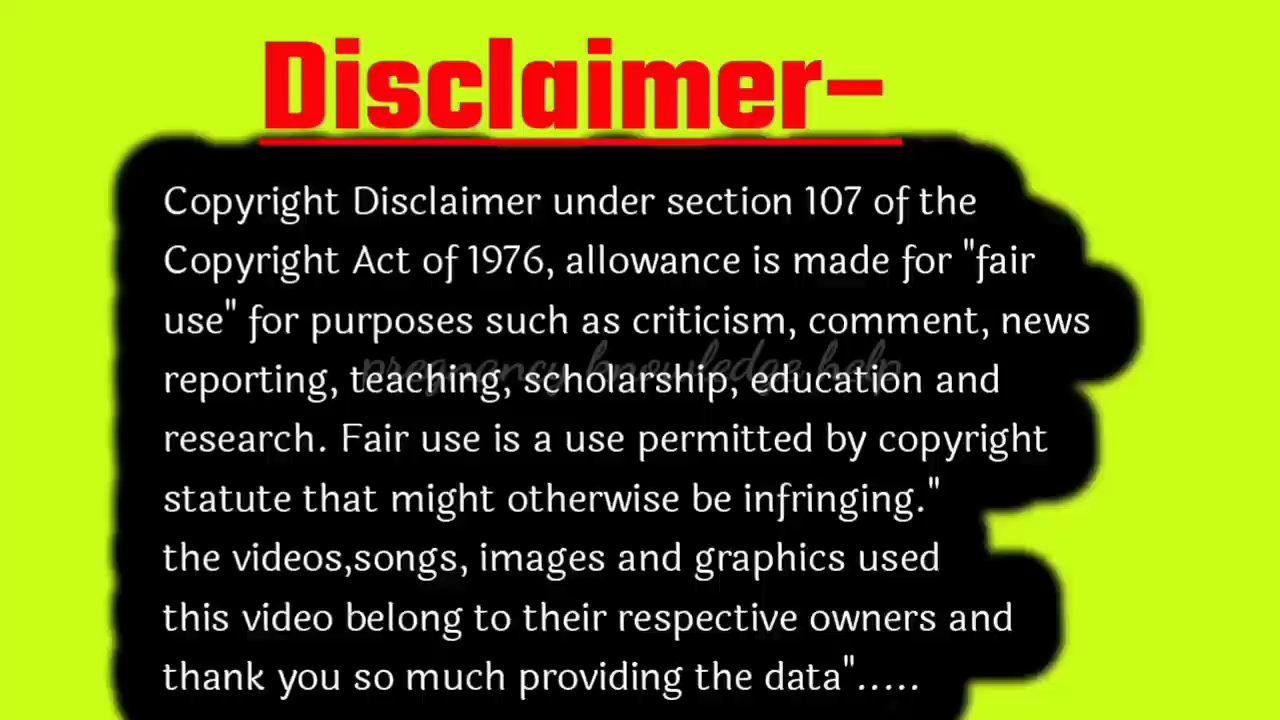 Disclaimer-
Copyright Disclaimer under section 107 of the
Copyright Act of 1976, allowance is made for "fair
use" for purposes such as criticism, comment, news
pregnancy knowledge help
reporting, teaching, scholarship, education and
research. Fair use is a use permitted by copyright
statute that might otherwise be infringing."
the videos,songs, images and graphics used
this video belong to their respective owners and
thank you so much providing the data".....